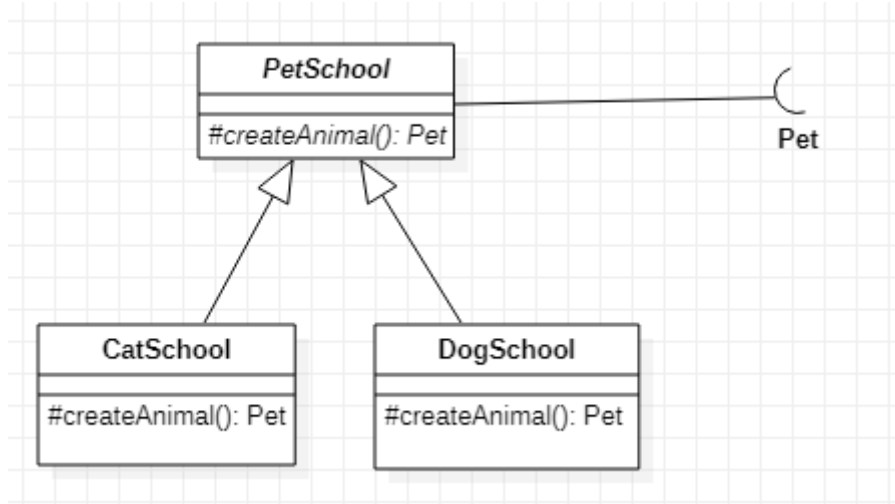 PetSchool
#createAnimal(): Pet
Pet
CatSchool
#createAnimal(): Pet
DogSchool
#createAnimal(): Pet